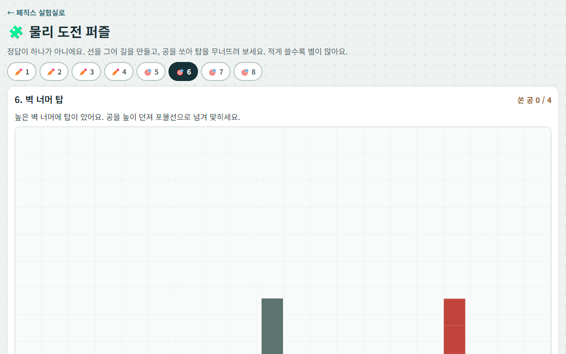 ← 페직스 실험실로
물리 도전 퍼즐
정답이 하나가 아니에요. 선을 그어 길을 만들고, 공을 쏘아 탑을 무너뜨려 보세요. 적게 쓸수록 별이 많아요.
1 2 3 4 5 6 7 8
6. 벽 너머 탑
쏜 공 0 / 4
높은 벽 너머에 탑이 있어요. 공을 높이 던져 포물선으로 넘겨 맞히세요.